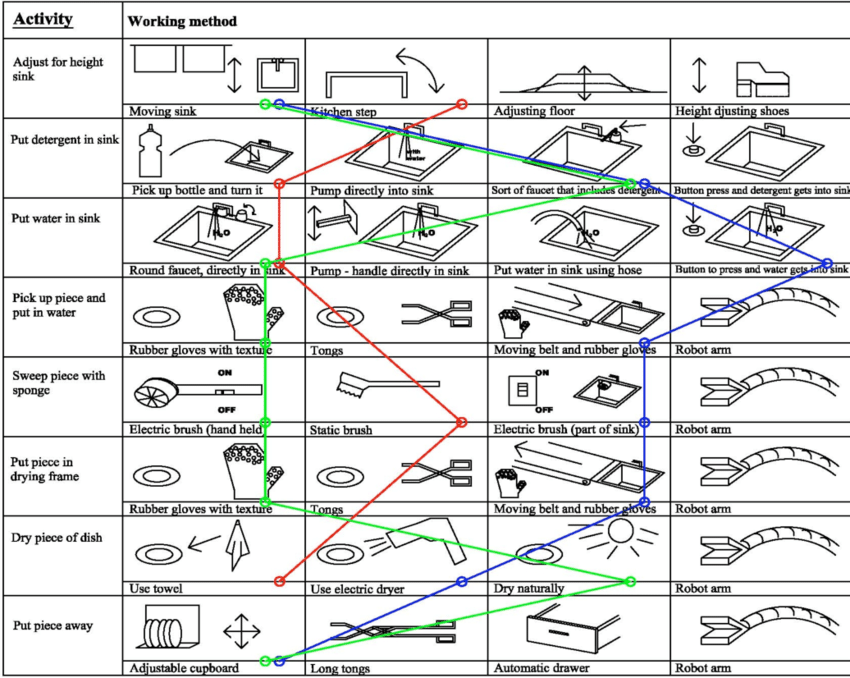 Activity
Working method
Adjust for height
sink
Moving sink
Kitchen step
Adjusting floor
Height djusting shoes
Put detergent in sink
with
water
Pick up bottle and turn it
Pump directly into sink
Sort of faucet that includes detergent
Button press and detergent gets into sink
Put water in sink
H₂O
H₂O
H₂O
H₂O
Round faucet, directly in sink
Pump - handle directly in sink
Put water in sink using hose
Button to press and water gets into sink
Pick up piece and
put in water
Rubber gloves with texture
Tongs
Moving belt and rubber gloves
Robot arm
Sweep piece with
sponge
ON
OFF
ON
OFF
Electric brush (hand held)
Static brush
Electric brush (part of sink)
Robot arm
Put piece in
drying frame
Rubber gloves with texture
Tongs
Moving belt and rubber gloves
Robot arm
Dry piece of dish
Use towel
Use electric dryer
Dry naturally
Robot arm
Put piece away
Adjustable cupboard
Long tongs
Automatic drawer
Robot arm